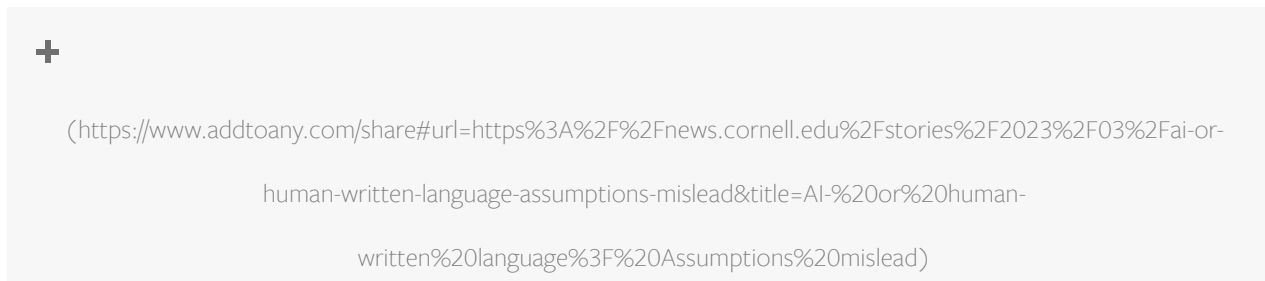 (https://www.addtoany.com/share#url=https%3A%2F%2Fnews.cornell.edu%2Fstories%2F2023%2F03%2Fai-or-
human-written-language-assumptions-mislead&title=AI-%20or%20human-
written%20language%3F%20Assumptions%20mislead)